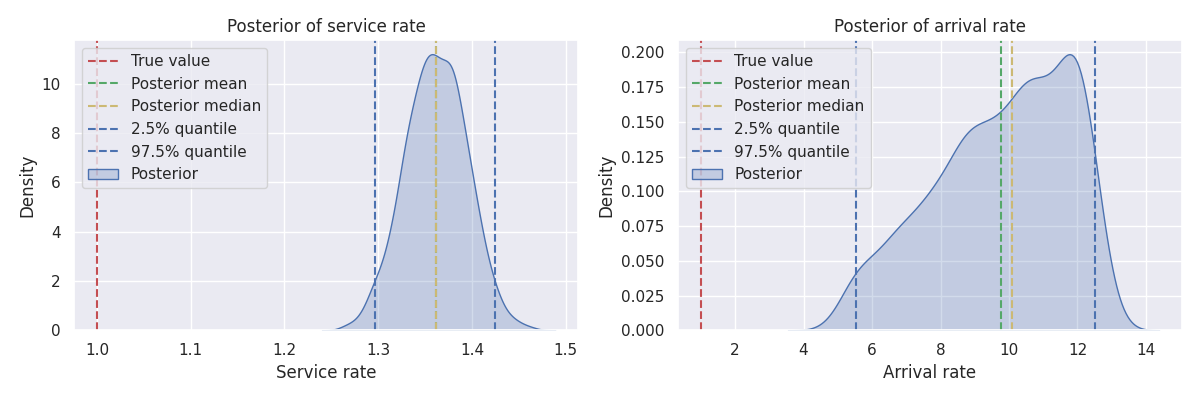 Posterior of service rate
True value
Posterior mean
Posterior median
2.5% quantile
97.5% quantile
Posterior
10
8
6
4
2
0
Density
1.0 1.1 1.2 1.3 1.4 1.5
Service rate
Posterior of arrival rate
True value
Posterior mean
Posterior median
2.5% quantile
97.5% quantile
Posterior
0.200
0.175
0.150
0.125
0.100
0.075
0.050
0.025
0.000
Density
2 4 6 8 10 12 14
Arrival rate